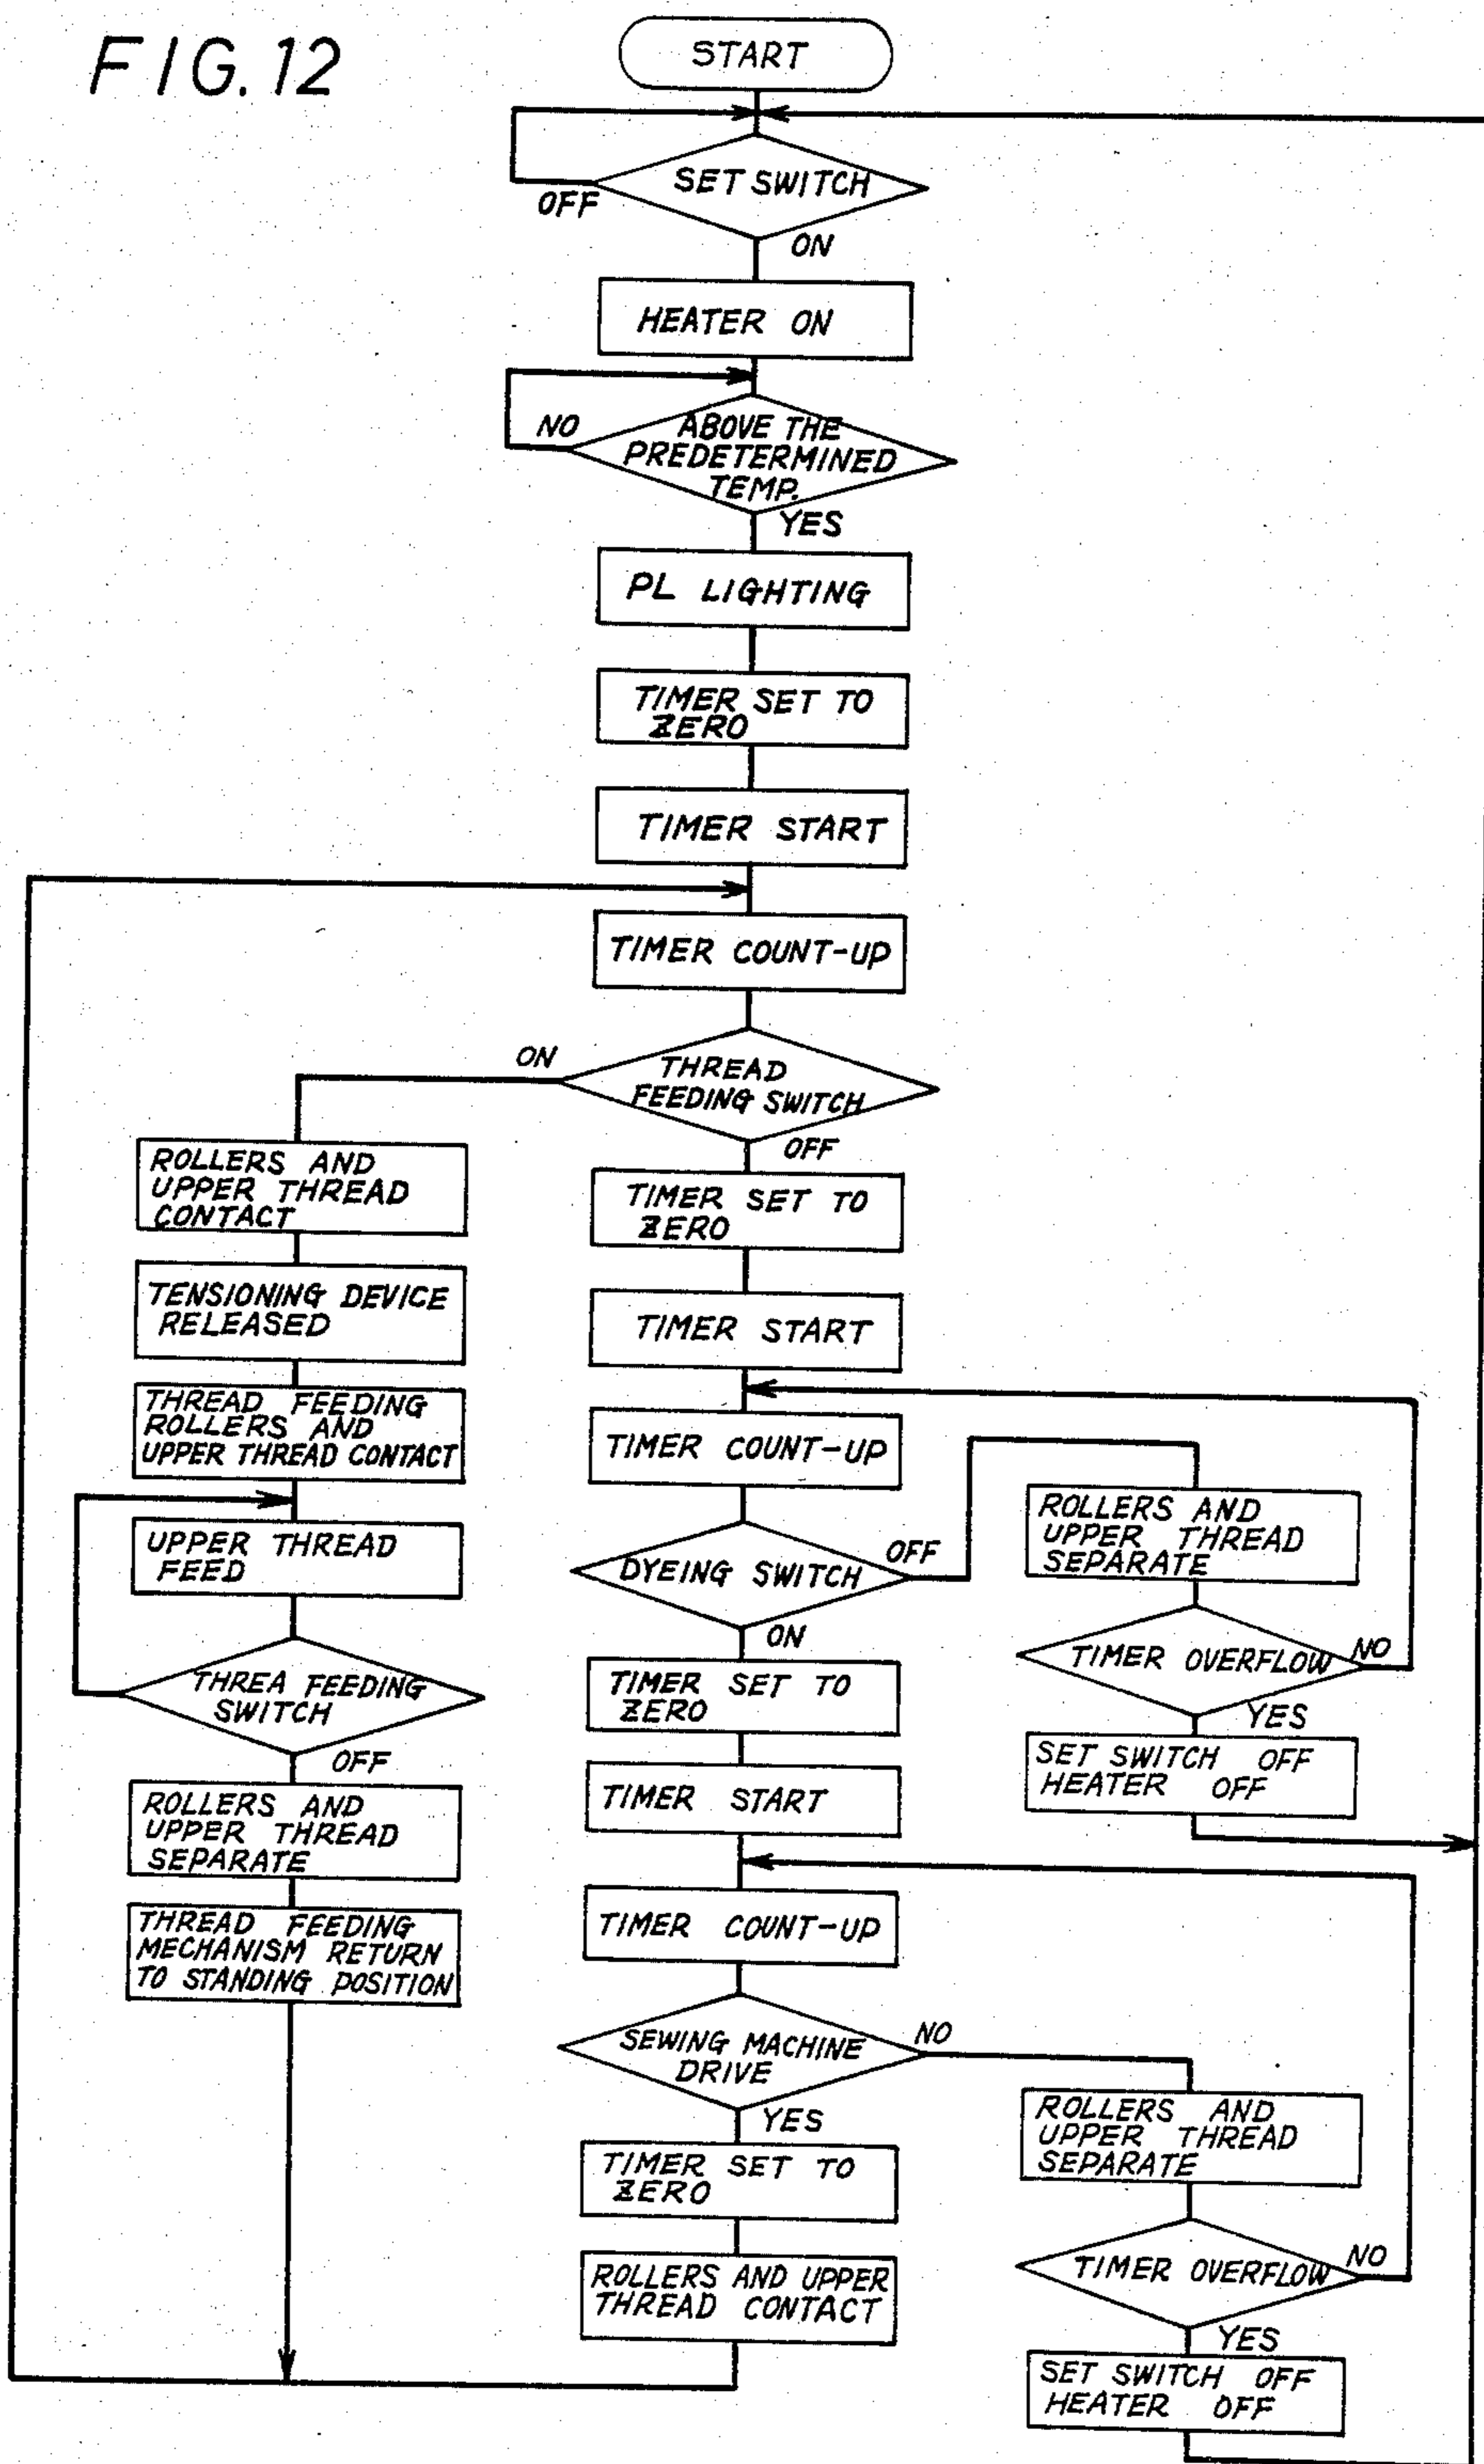 FIG. 12
START
SET SWITCH
OFF
ON
HEATER ON
NO
ABOVE THE
PREDETERMINED
TEMP.
YES
PL LIGHTING
TIMER SET TO
ZERO
TIMER START
TIMER COUNT-UP
ON
THREAD
FEEDING SWITCH
OFF
ROLLERS AND
UPPER THREAD
CONTACT
TENSIONING DEVICE
RELEASED
THREAD FEEDING
ROLLERS AND
UPPER THREAD CONTACT
UPPER THREAD
FEED
THREA FEEDING
SWITCH
OFF
ROLLERS AND
UPPER THREAD
SEPARATE
THREAD FEEDING
MECHANISM RETURN
TO STANDING POSITION
TIMER SET TO
ZERO
TIMER START
TIMER COUNT-UP
DYEING SWITCH
OFF
ON
ROLLERS AND
UPPER THREAD
SEPARATE
TIMER OVERFLOW
NO
YES
SET SWITCH OFF
HEATER OFF
TIMER SET TO
ZERO
TIMER START
TIMER COUNT-UP
SEWING MACHINE
DRIVE
NO
YES
ROLLERS AND
UPPER THREAD
SEPARATE
TIMER OVERFLOW
NO
YES
SET SWITCH OFF
HEATER OFF
TIMER SET TO
ZERO
ROLLERS AND UPPER
THREAD CONTACT